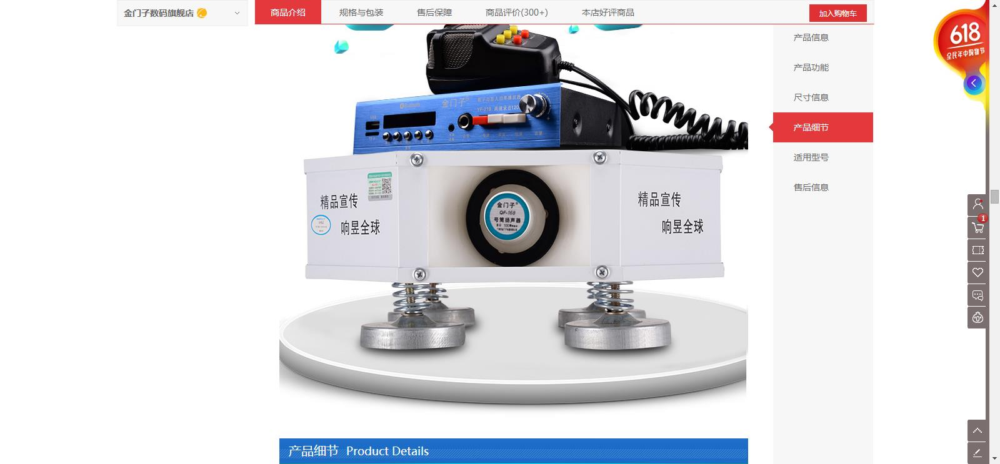 金门子数码旗舰店
商品介绍
规格与包装
售后保障
商品评价(300+)
本店好评商品
加入购物车
产品信息
产品功能
尺寸信息
产品细节
适用型号
售后信息
618
全民年中购物节
1
Bluetooth
金门子®
USB
精品宣传
响昱全球
金门子®
QF-168
号筒扬声器
精品宣传
响昱全球
产品细节 Product Details